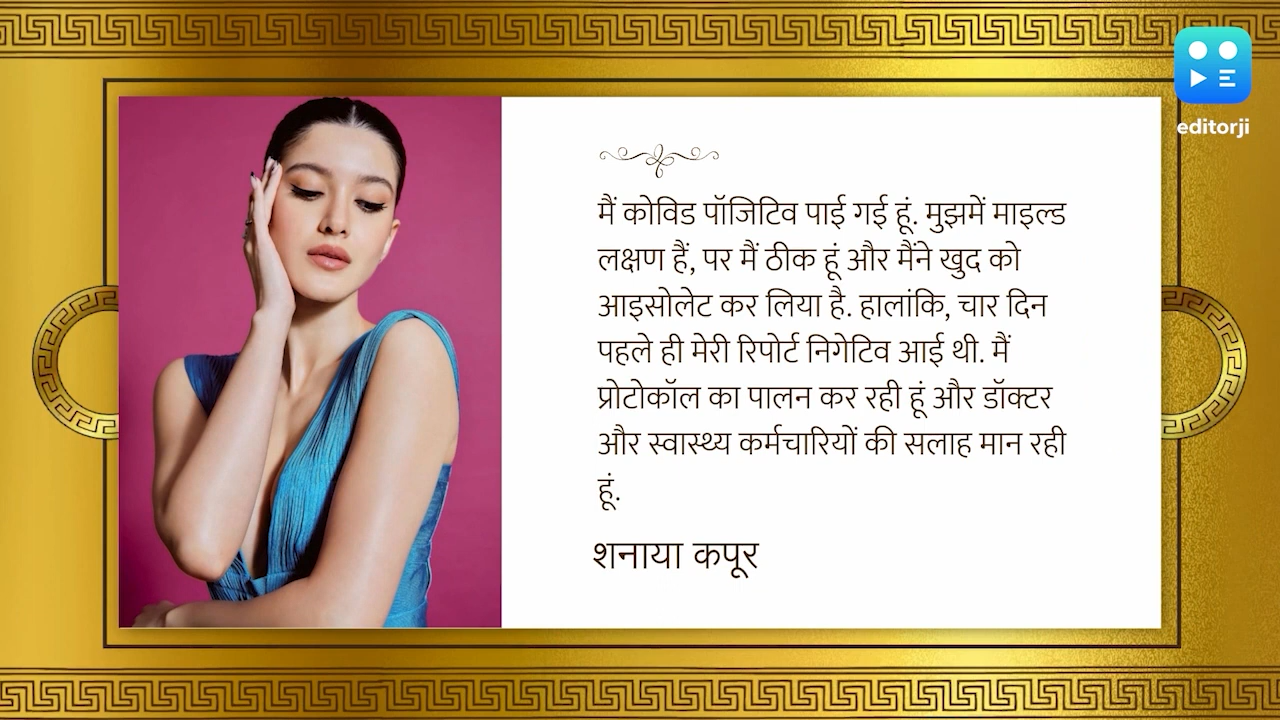 editorji
मैं कोविड पॉजिटिव पाई गई हूं. मुझमें माइल्ड
लक्षण हैं, पर मैं ठीक हूं और मैंने खुद को
आइसोलेट कर लिया है. हालांकि, चार दिन
पहले ही मेरी रिपोर्ट निगेटिव आई थी. मैं
प्रोटोकॉल का पालन कर रही हूं और डॉक्टर
और स्वास्थ्य कर्मचारियों की सलाह मान रही
हूं.
शनाया कपूर